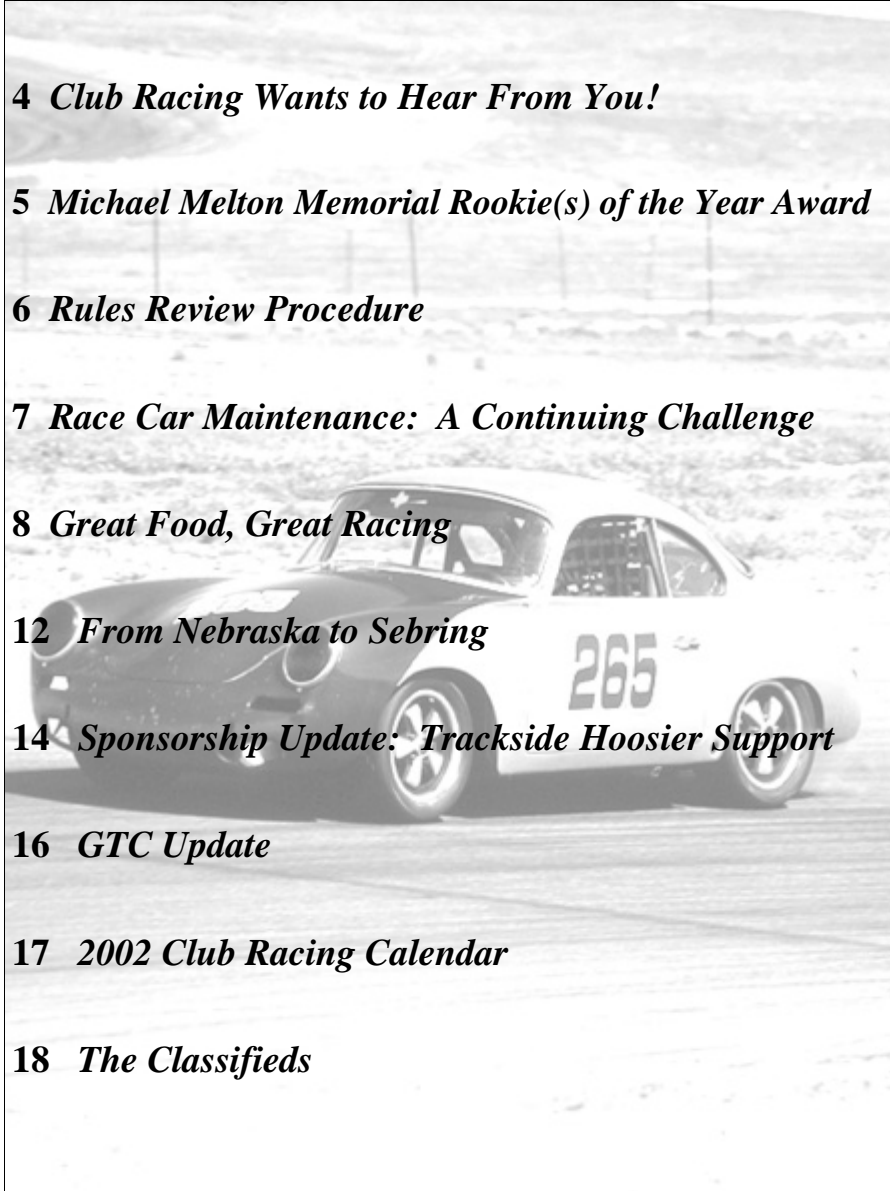 4 Club Racing Wants to Hear From You!
5 Michael Melton Memorial Rookie(s) of the Year Award
6 Rules Review Procedure
7 Race Car Maintenance: A Continuing Challenge
8 Great Food, Great Racing
12 From Nebraska to Sebring
265
14 Sponsorship Update: Trackside Hoosier Support
16 GTC Update
17 2002 Club Racing Calendar
18 The Classifieds